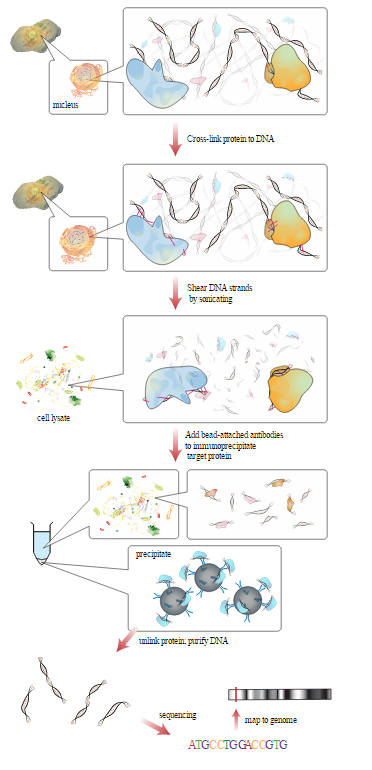 nucleus
Cross-link protein to DNA
Shear DNA strands
by sonicating
cell lysate
Add bead-attached antibodies
to immunoprecipitate
target protein
precipitate
unlink protein; purify DNA
sequencing
map to genome
ATGCCTGGACCGTG